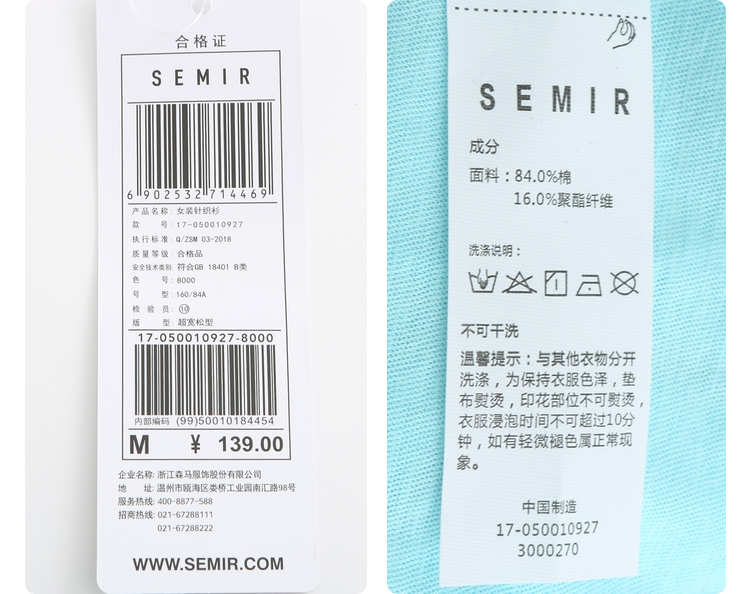 合格证
SEMIR
6 902532 714469
产品名称: 女装针织衫
款 号: 17-050010927
执行标准: Q/ZSM 03-2018
质量等级: 合格品
安全技术类别 符合GB 18401 B类
色 号: 8000
号 型: 160/84A
检 验 员: 10
版 型: 超宽松型
17-050010927-8000
内部编码 (99)50010184454
M ¥ 139.00
企业名称: 浙江森马服饰股份有限公司
地 址: 温州市瓯海区娄桥工业园南汇路98号
服务热线: 400-8877-588
招商热线: 021-67288111
021-67288222
WWW.SEMIR.COM
SEMIR
成分
面料: 84.0%棉
16.0%聚酯纤维
洗涤说明:
不可干洗
温馨提示: 与其他衣物分开
洗涤，为保持衣服色泽，垫
布熨烫，印花部位不可熨烫，
衣服浸泡时间不可超过10分
钟，如有轻微褪色属正常现
象。
中国制造
17-050010927
3000270